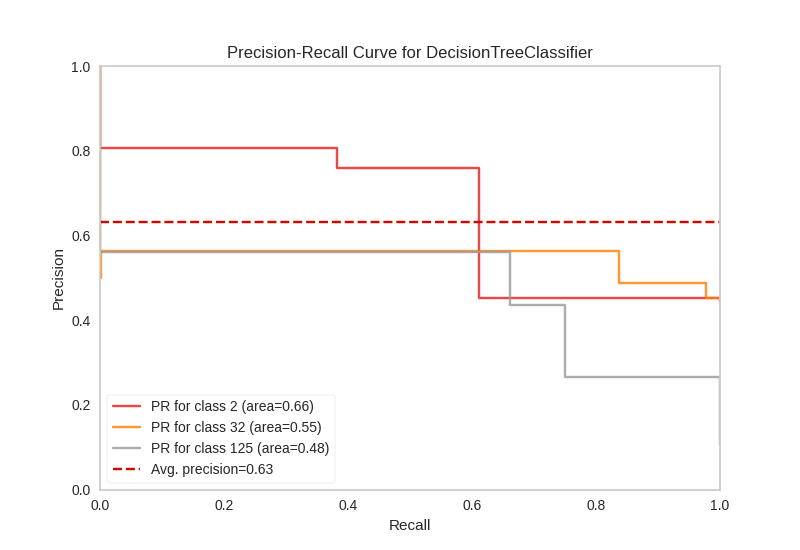 Precision-Recall Curve for DecisionTreeClassifier
1.0
0.8
0.6
0.4
0.2
0.0
Precision
PR for class 2 (area=0.66)
PR for class 32 (area=0.55)
PR for class 125 (area=0.48)
Avg. precision=0.63
0.0 0.2 0.4 0.6 0.8 1.0
Recall